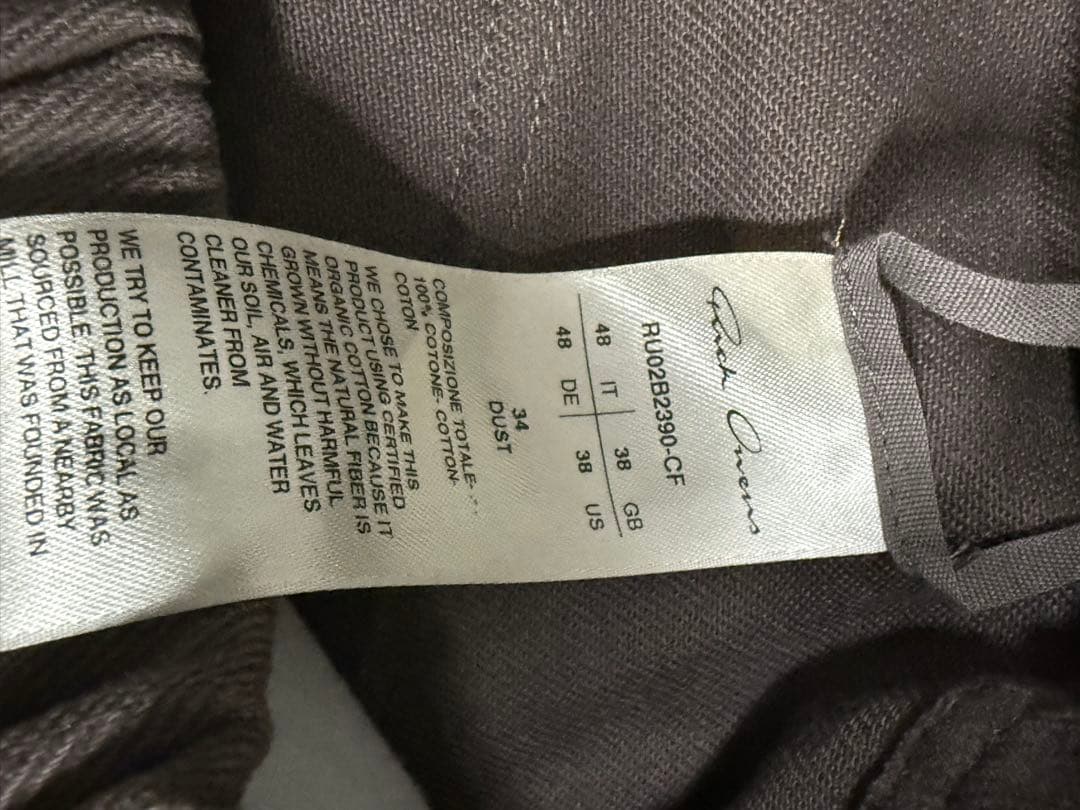 Rick Owens
RU02B2390-CF
48 IT 38 GB
48 DE 38 US
34
DUST
COMPOSIZIONE TOTALE-
100% COTONE- COTTON-
COTON
WE CHOSE TO MAKE THIS
PRODUCT USING CERTIFIED
ORGANIC COTTON BECAUSE IT
MEANS THE NATURAL FIBER IS
GROWN WITHOUT HARMFUL
CHEMICALS, WHICH LEAVES
OUR SOIL, AIR AND WATER
CLEANER FROM
CONTAMINATES.
WE TRY TO KEEP OUR
PRODUCTION AS LOCAL AS
POSSIBLE. THIS FABRIC WAS
SOURCED FROM A NEARBY
MILL THAT WAS FOUNDED IN